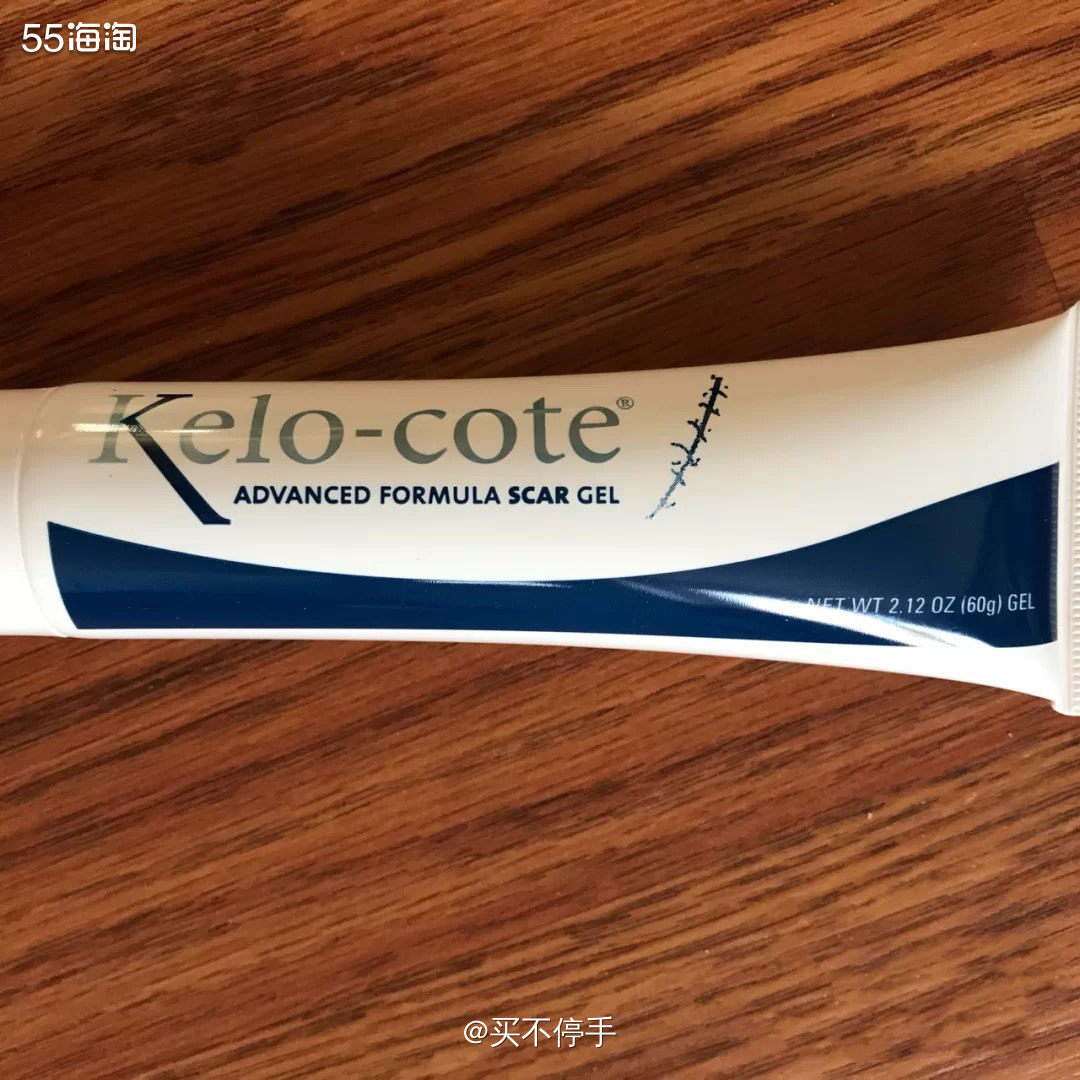 55海淘
Kelo-cote®
ADVANCED FORMULA SCAR GEL
NET WT 2.12 OZ (60g) GEL
@买不停手